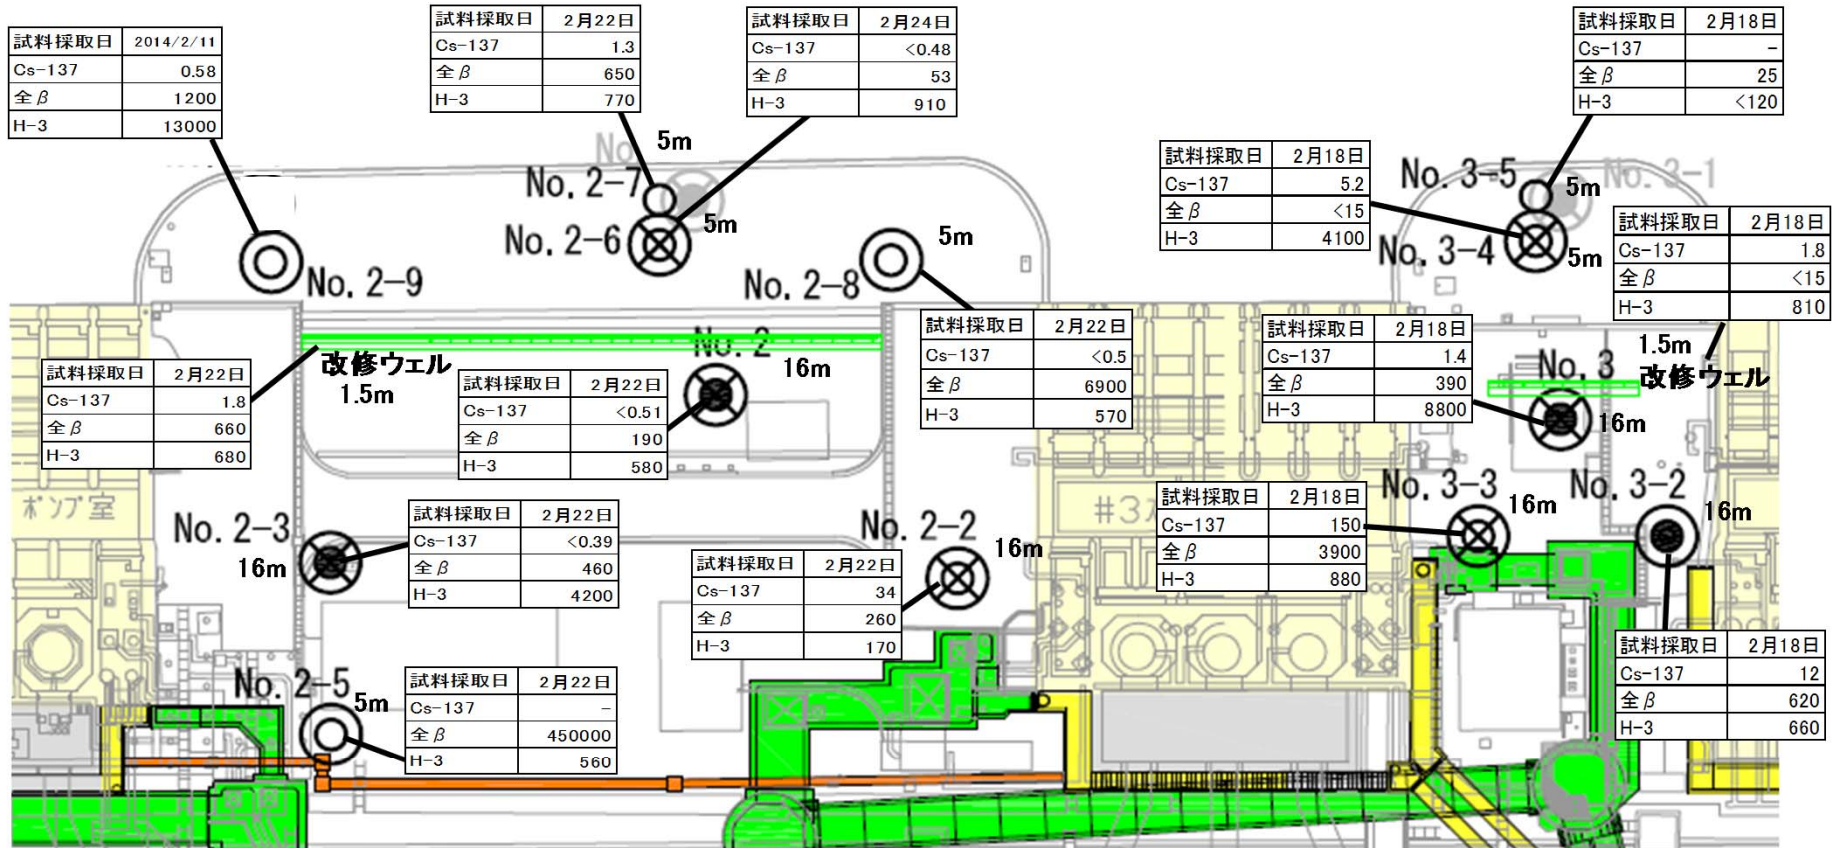 試料採取日 2014/2/11
Cs-137 0.58
全β 1200
H-3 13000
試料採取日 2月22日
Cs-137 1.3
全β 650
H-3 770
試料採取日 2月24日
Cs-137 <0.48
全β 53
H-3 910
試料採取日 2月18日
Cs-137 -
全β 25
H-3 <120
試料採取日 2月18日
Cs-137 5.2
全β <15
H-3 4100
試料採取日 2月18日
Cs-137 1.8
全β <15
H-3 810
No
5m
No. 2-7
5m
No. 2-6
5m
No. 2-8
No. 2-9
No. 3-5
5m
No. 3-1
No. 3-4
5m
試料採取日 2月22日
Cs-137 1.8
全β 660
H-3 680
改修ウェル
1.5m
No. 2
16m
試料採取日 2月22日
Cs-137 <0.51
全β 190
H-3 580
試料採取日 2月22日
Cs-137 <0.5
全β 6900
H-3 570
試料採取日 2月18日
Cs-137 1.4
全β 390
H-3 8800
1.5m
改修ウェル
No. 3
16m
ポンプ室
No. 2-3
16m
試料採取日 2月22日
Cs-137 <0.39
全β 460
H-3 4200
No. 2-2
16m
試料採取日 2月22日
Cs-137 34
全β 260
H-3 170
#3
試料採取日 2月18日
Cs-137 150
全β 3900
H-3 880
No. 3-3
16m
No. 3-2
16m
No. 2-5
5m
試料採取日 2月22日
Cs-137 -
全β 450000
H-3 560
試料採取日 2月18日
Cs-137 12
全β 620
H-3 660